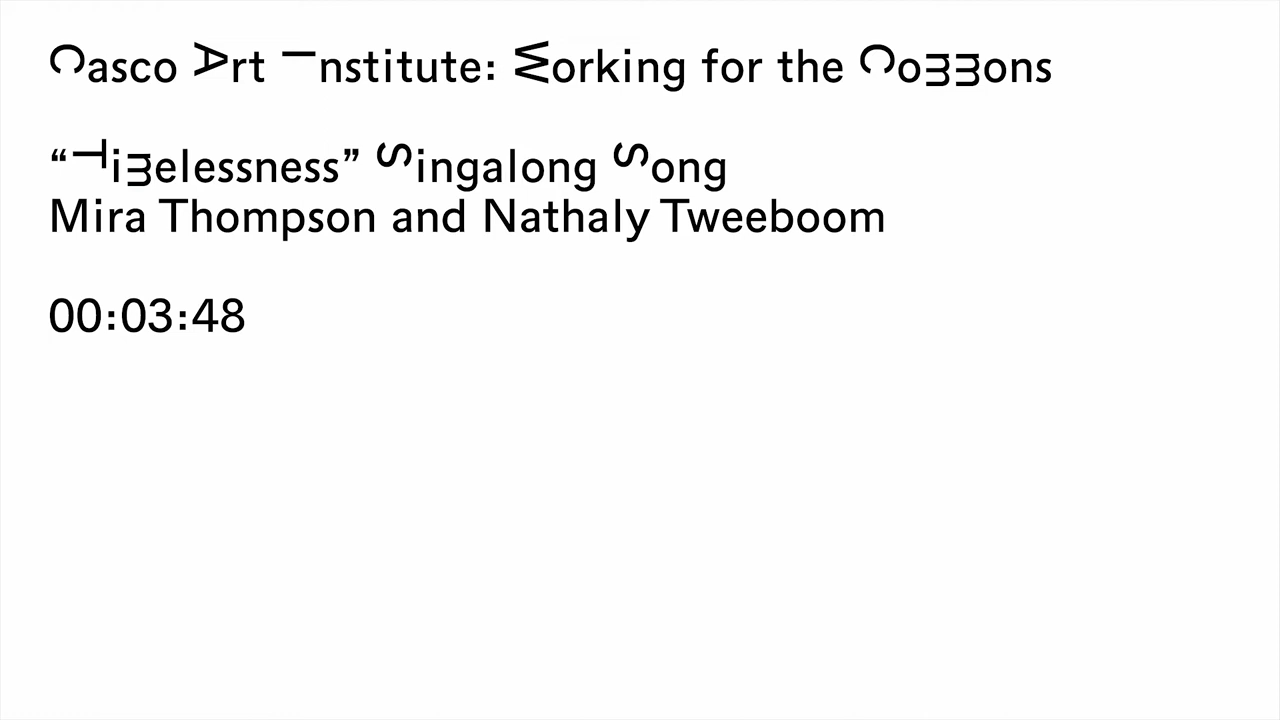 Casco Art Institute: Working for the Commons
“Timelessness” Singalong Song
Mira Thompson and Nathaly Tweeboom
00:03:48